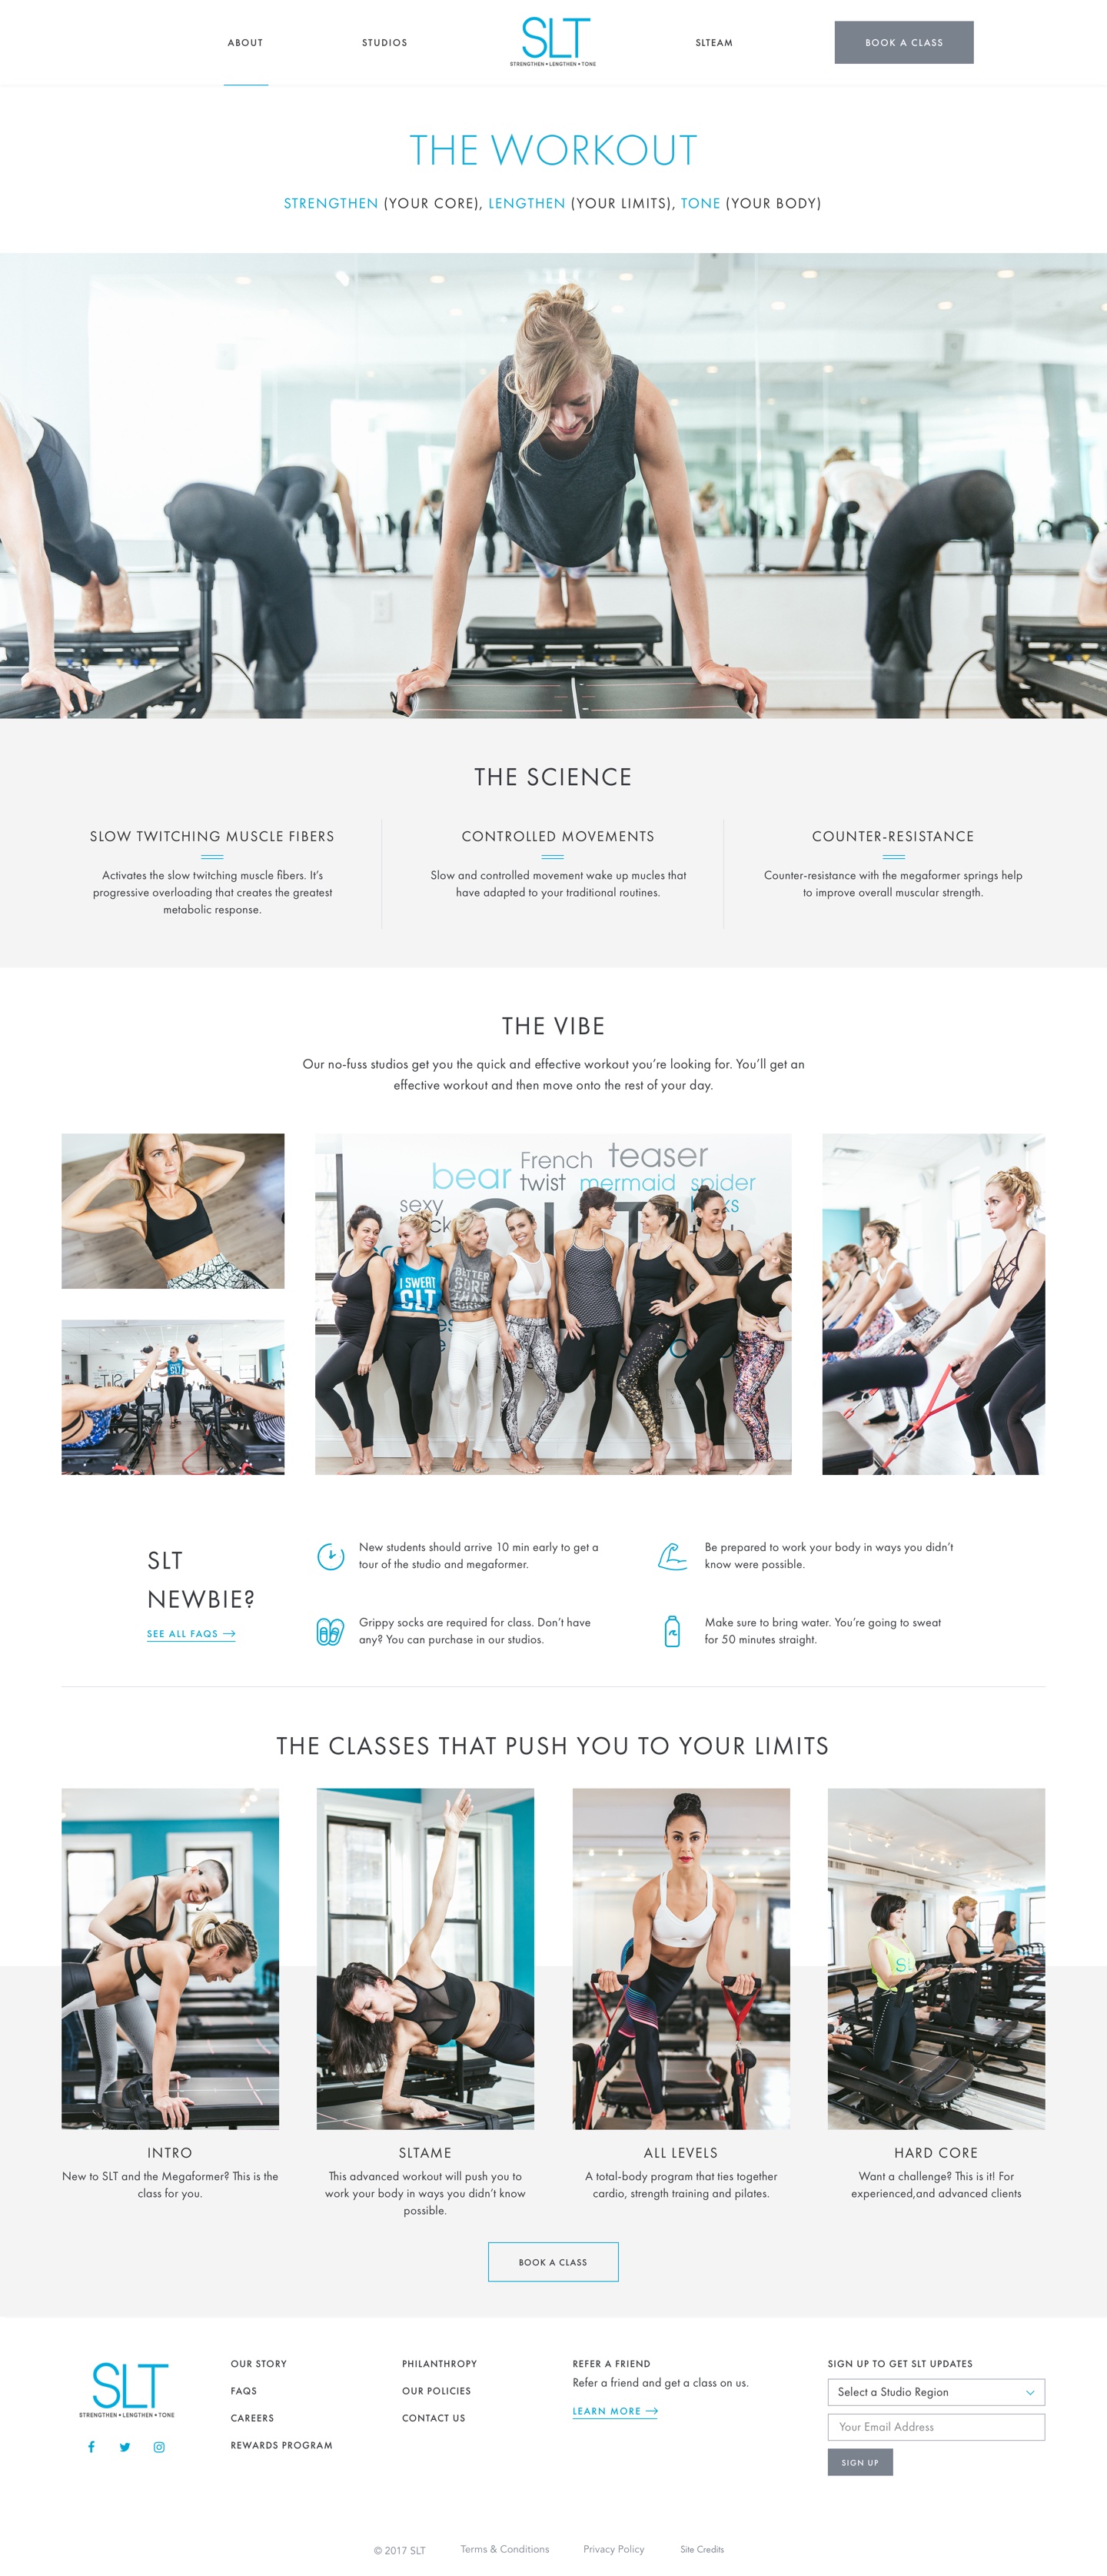 ABOUT
STUDIOS
SLT
STRENGTHEN • LENGTHEN • TONE
SLTEAM
BOOK A CLASS
THE WORKOUT
STRENGTHEN (YOUR CORE), LENGTHEN (YOUR LIMITS), TONE (YOUR BODY)
THE SCIENCE
SLOW TWITCHING MUSCLE FIBERS
Activates the slow twitching muscle fibers. It's
progressive overloading that creates the greatest
metabolic response.
CONTROLLED MOVEMENTS
Slow and controlled movement wake up mucles that
have adapted to your traditional routines.
COUNTER-RESISTANCE
Counter-resistance with the megaformer springs help
to improve overall muscular strength.
THE VIBE
Our no-fuss studios get you the quick and effective workout you're looking for. You'll get an
effective workout and then move onto the rest of your day.
bear French teaser
twist mermaid spider
sexy
I SWEAT
SLT
SLT
SLT
NEWBIE?
SEE ALL FAQS →
New students should arrive 10 min early to get a
tour of the studio and megaformer.
Be prepared to work your body in ways you didn't
know were possible.
Grippy socks are required for class. Don't have
any? You can purchase in our studios.
Make sure to bring water. You're going to sweat
for 50 minutes straight.
THE CLASSES THAT PUSH YOU TO YOUR LIMITS
INTRO
New to SLT and the Megaformer? This is the
class for you.
SLTAME
This advanced workout will push you to
work your body in ways you didn't know
possible.
ALL LEVELS
A total-body program that ties together
cardio, strength training and pilates.
HARD CORE
Want a challenge? This is it! For
experienced,and advanced clients
BOOK A CLASS
SLT
STRENGTHEN • LENGTHEN • TONE
OUR STORY
FAQS
CAREERS
REWARDS PROGRAM
PHILANTHROPY
OUR POLICIES
CONTACT US
REFER A FRIEND
Refer a friend and get a class on us.
LEARN MORE →
SIGN UP TO GET SLT UPDATES
Select a Studio Region
Your Email Address
SIGN UP
© 2017 SLT
Terms & Conditions
Privacy Policy
Site Credits